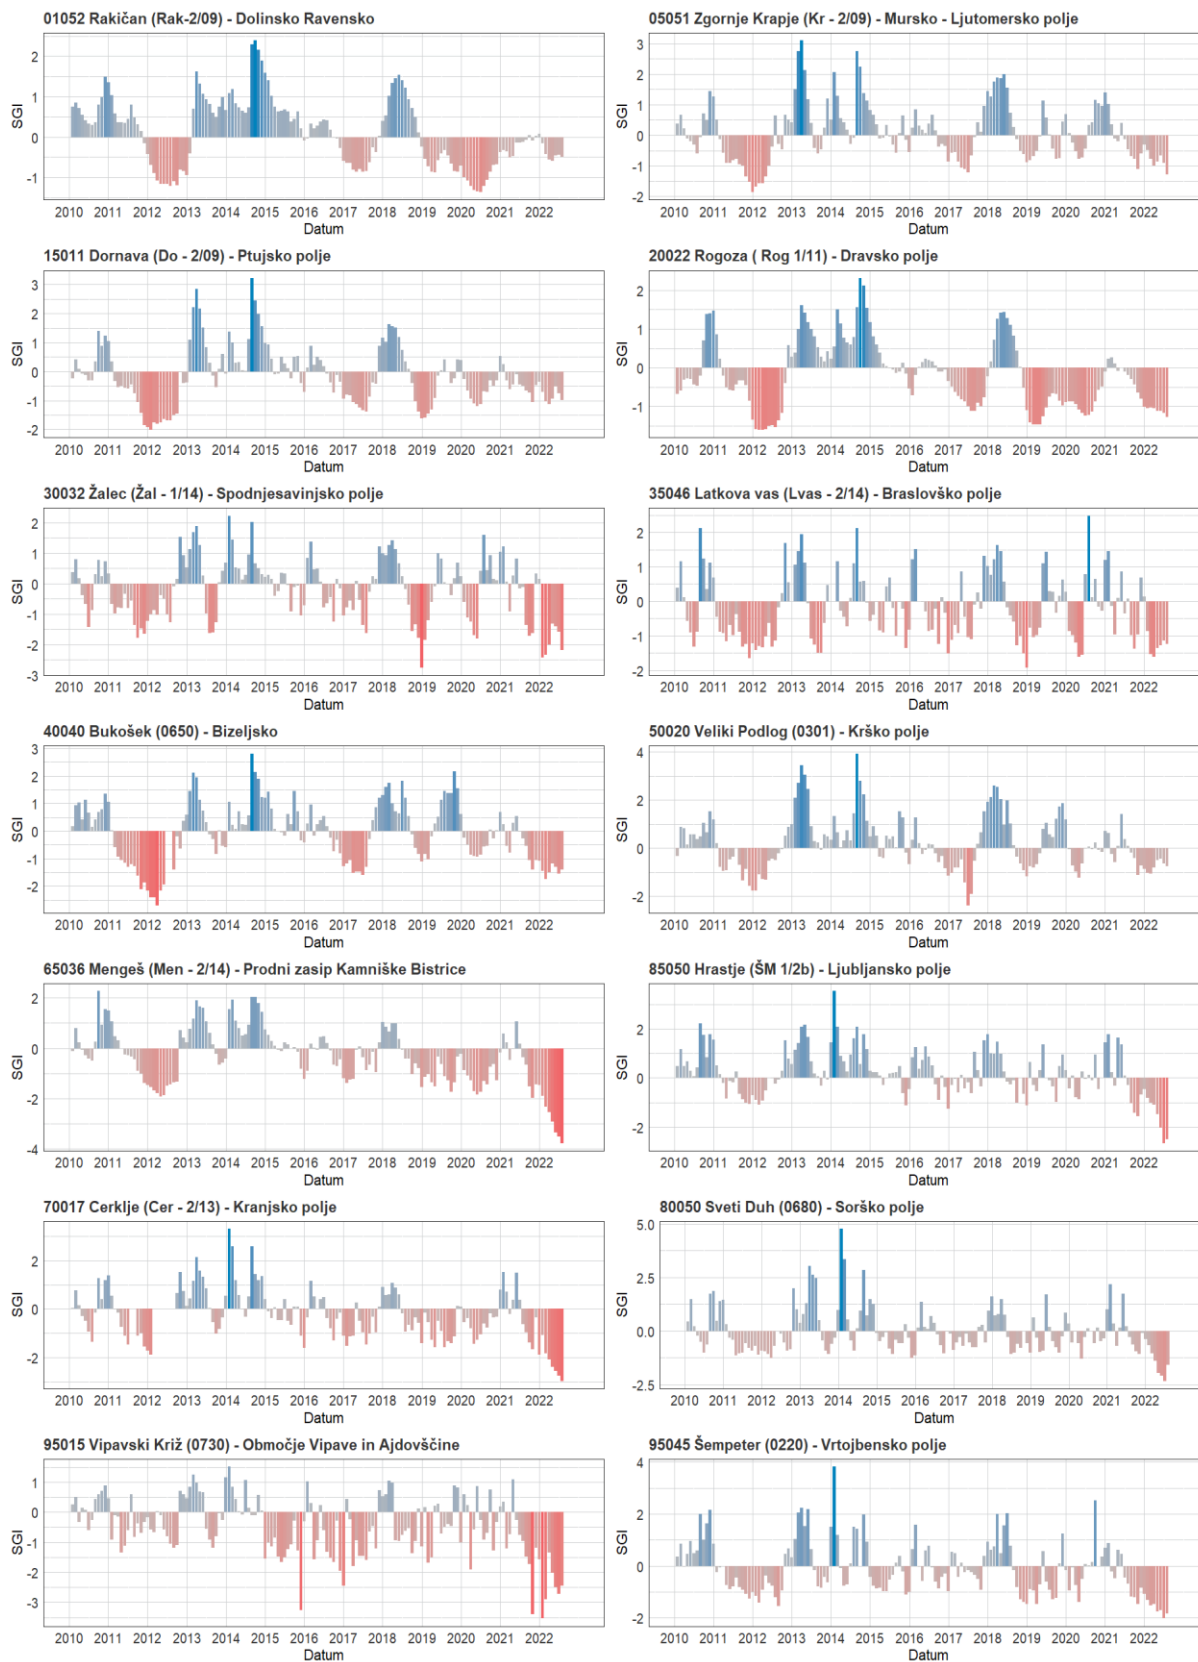 01052 Rakičan (Rak-2/09) - Dolinsko Ravensko
SGI
2
1
0
-1
2010 2011 2012 2013 2014 2015 2016 2017 2018 2019 2020 2021 2022
Datum
05051 Zgornje Krapje (Kr - 2/09) - Mursko - Ljutomersko polje
SGI
3
2
1
0
-1
-2
2010 2011 2012 2013 2014 2015 2016 2017 2018 2019 2020 2021 2022
Datum
15011 Dornava (Do - 2/09) - Ptujsko polje
SGI
3
2
1
0
-1
-2
2010 2011 2012 2013 2014 2015 2016 2017 2018 2019 2020 2021 2022
Datum
20022 Rogoza ( Rog 1/11) - Dravsko polje
SGI
2
1
0
-1
2010 2011 2012 2013 2014 2015 2016 2017 2018 2019 2020 2021 2022
Datum
30032 Žalec (Žal - 1/14) - Spodnjesavinjsko polje
SGI
2
1
0
-1
-2
-3
2010 2011 2012 2013 2014 2015 2016 2017 2018 2019 2020 2021 2022
Datum
35046 Latkova vas (Lvas - 2/14) - Braslovško polje
SGI
2
1
0
-1
-2
2010 2011 2012 2013 2014 2015 2016 2017 2018 2019 2020 2021 2022
Datum
40040 Bukošek (0650) - Bizeljsko
SGI
3
2
1
0
-1
-2
2010 2011 2012 2013 2014 2015 2016 2017 2018 2019 2020 2021 2022
Datum
50020 Veliki Podlog (0301) - Krško polje
SGI
4
2
0
-2
2010 2011 2012 2013 2014 2015 2016 2017 2018 2019 2020 2021 2022
Datum
65036 Mengeš (Men - 2/14) - Prodni zasip Kamniške Bistrice
SGI
2
0
-2
-4
2010 2011 2012 2013 2014 2015 2016 2017 2018 2019 2020 2021 2022
Datum
85050 Hrastje (ŠM 1/2b) - Ljubljansko polje
SGI
2
0
-2
2010 2011 2012 2013 2014 2015 2016 2017 2018 2019 2020 2021 2022
Datum
70017 Cerklje (Cer - 2/13) - Kranjsko polje
SGI
2
0
-2
2010 2011 2012 2013 2014 2015 2016 2017 2018 2019 2020 2021 2022
Datum
80050 Sveti Duh (0680) - Sorško polje
SGI
5.0
2.5
0.0
-2.5
2010 2011 2012 2013 2014 2015 2016 2017 2018 2019 2020 2021 2022
Datum
95015 Vipavski Križ (0730) - Območje Vipave in Ajdovščine
SGI
1
0
-1
-2
-3
2010 2011 2012 2013 2014 2015 2016 2017 2018 2019 2020 2021 2022
Datum
95045 Šempeter (0220) - Vrtojbensko polje
SGI
4
2
0
-2
2010 2011 2012 2013 2014 2015 2016 2017 2018 2019 2020 2021 2022
Datum